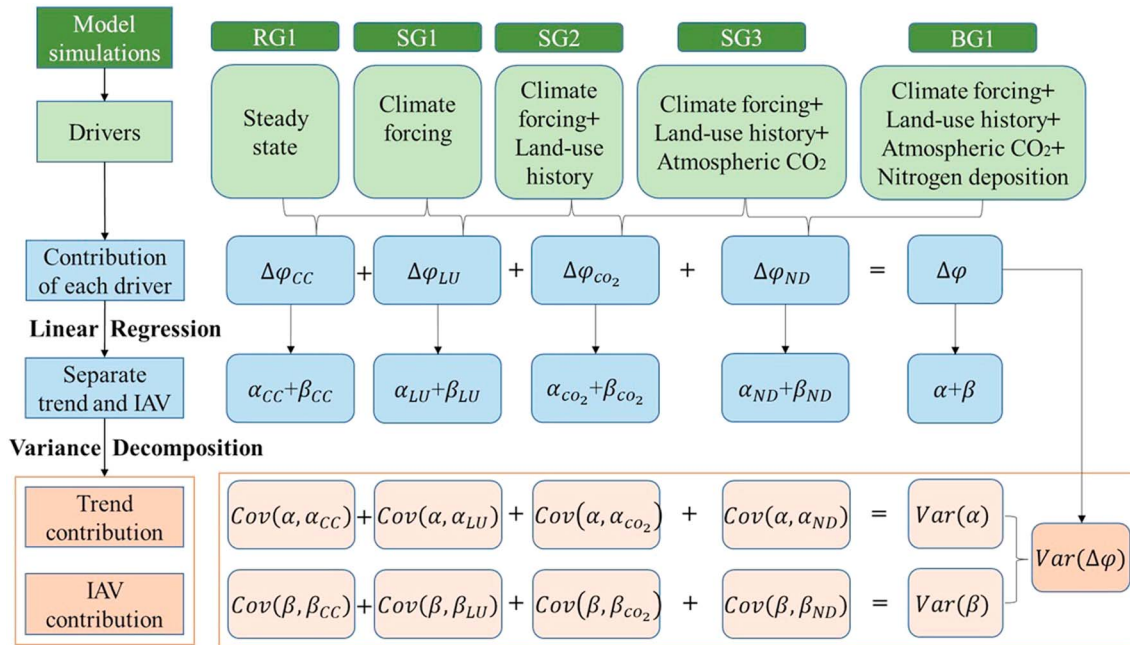 Model
simulations
RG1
SG1
SG2
SG3
BG1
Drivers
Steady
state
Climate
forcing
Climate
forcing+
Land-use
history
Climate forcing+
Land-use history+
Atmospheric CO₂
Climate forcing+
Land-use history+
Atmospheric CO₂+
Nitrogen deposition
Contribution
of each driver
Δφ_CC + Δφ_LU + Δφ_co₂ + Δφ_ND = Δφ
Linear Regression
Separate
trend and IAV
α_CC+β_CC
α_LU+β_LU
α_co₂+β_co₂
α_ND+β_ND
α+β
Variance Decomposition
Trend
contribution
Cov(α, α_CC) + Cov(α, α_LU) + Cov(α, α_co₂) + Cov(α, α_ND) = Var(α)
Var(Δφ)
IAV
contribution
Cov(β, β_CC) + Cov(β, β_LU) + Cov(β, β_co₂) + Cov(β, β_ND) = Var(β)